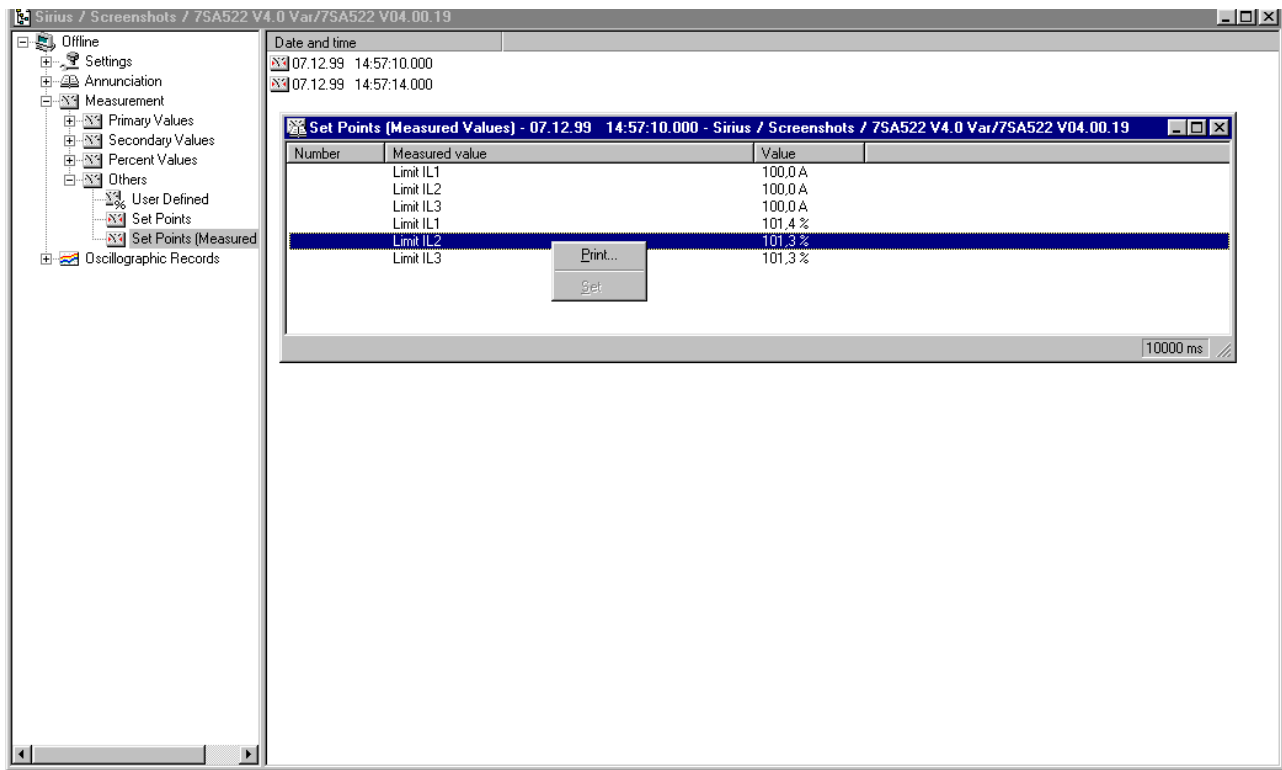 Sirius / Screenshots / 7SA522 V4.0 Var/7SA522 V04.00.19
Offline
Settings
Annunciation
Measurement
Primary Values
Secondary Values
Percent Values
Others
User Defined
Set Points
Set Points (Measured
Oscillographic Records
Date and time
07.12.99 14:57:10.000
07.12.99 14:57:14.000
Set Points (Measured Values) - 07.12.99 14:57:10.000 - Sirius / Screenshots / 7SA522 V4.0 Var/7SA522 V04.00.19
Number Measured value Value
Limit IL1 100,0 A
Limit IL2 100,0 A
Limit IL3 100,0 A
Limit IL1 101,4 %
Limit IL2 101,3 %
Limit IL3 101,3 %
Print...
Set
10000 ms